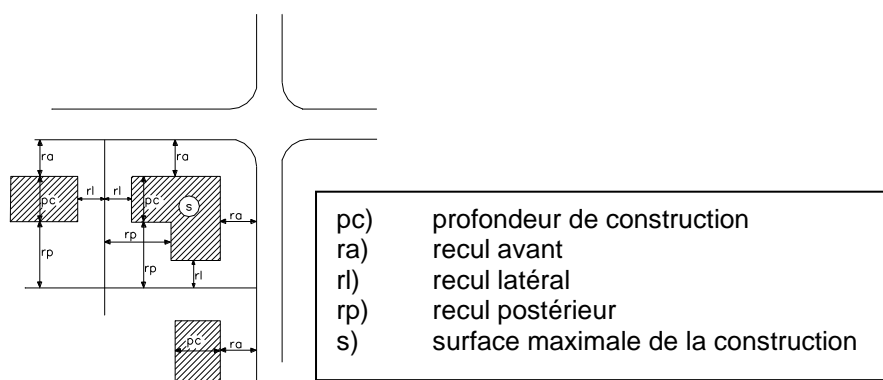 ra
ra
rl
rl
pc
pc
s
ra
rp
rp
rp
rl
pc
ra
pc) profondeur de construction
ra) recul avant
rl) recul latéral
rp) recul postérieur
s) surface maximale de la construction